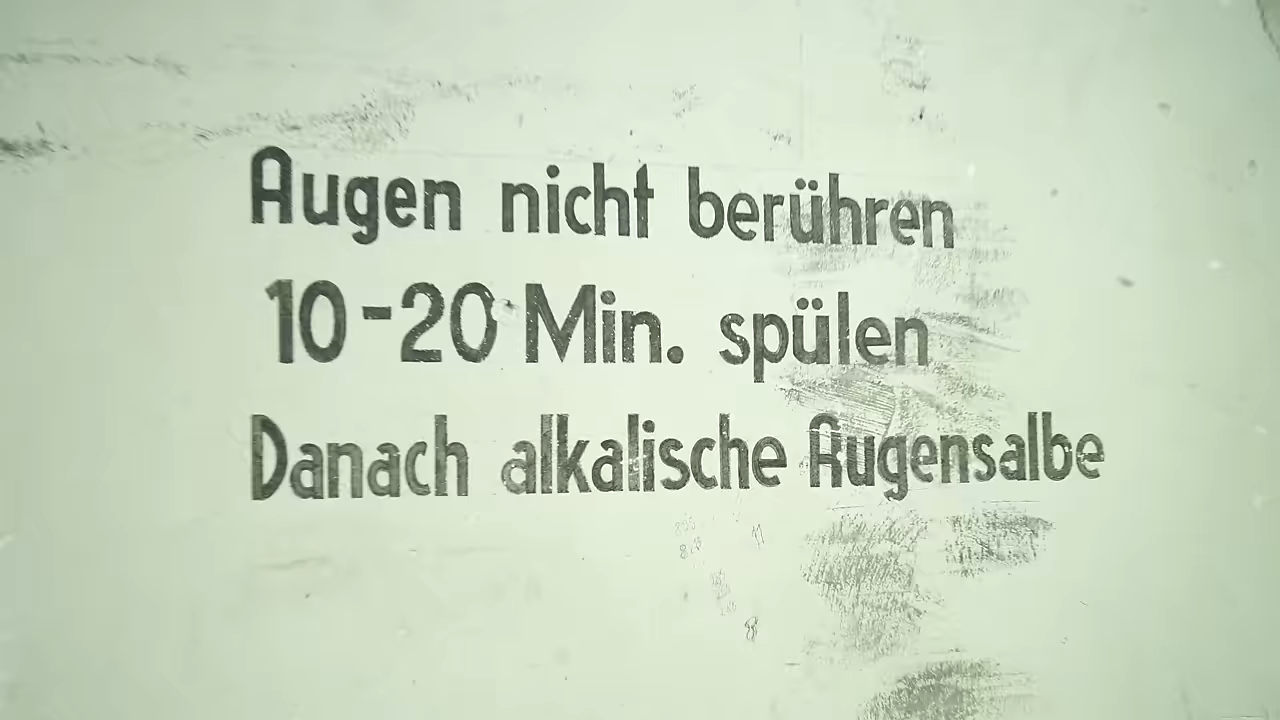 Augen nicht berühren
10-20 Min. spülen
Danach alkalische Augensalbe